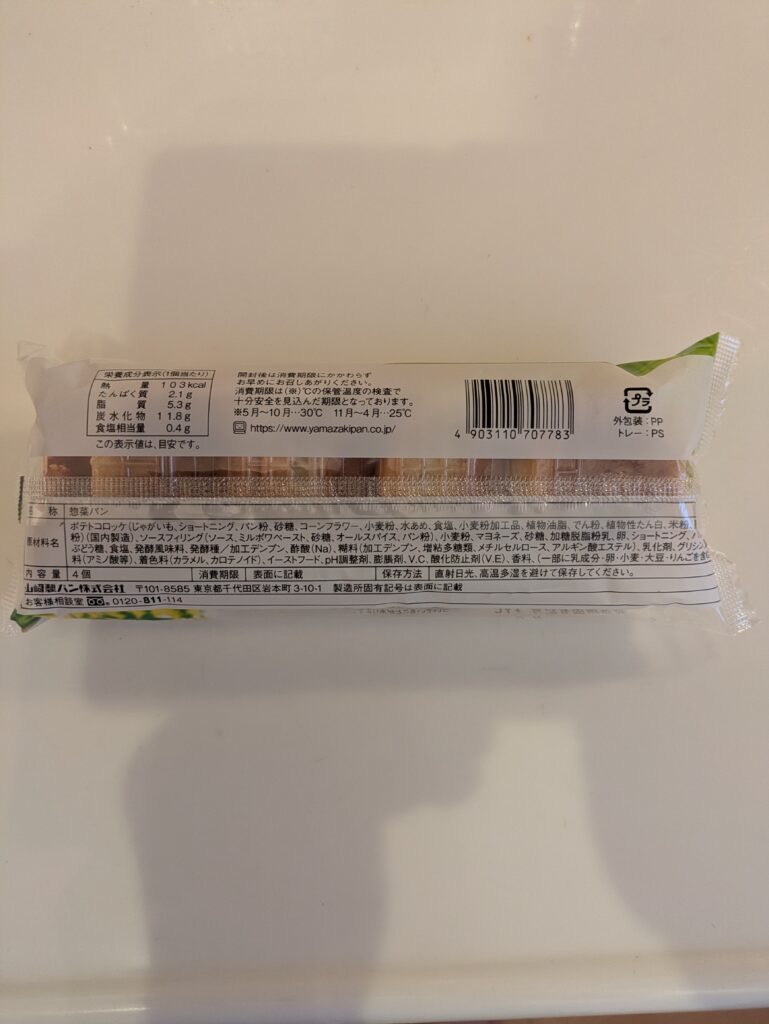 栄養成分表示(1個当たり)
熱量 103kcal
たんぱく質 2.1g
脂質 5.3g
炭水化物 11.8g
食塩相当量 0.4g
この表示値は、目安です。
開封後は消費期限にかかわらず
お早めにお召しあがりください。
消費期限は(※)℃の保管温度の検査で
十分安全を見込んだ期限となっております。
※5月～10月…30℃ 11月～4月…25℃
https://www.yamazakipan.co.jp/
4 903110 707783
プラ
外包装:PP
トレー:PS
称 惣菜パン
原材料名 ポテトコロッケ(じゃがいも、ショートニング、パン粉、砂糖、コーンフラワー、小麦粉、水あめ、食塩、小麦粉加工品、植物油脂、でん粉、植物性たん白、米粉、
粉)(国内製造)、ソースフィリング(ソース、ミルポワペースト、砂糖、オールスパイス、パン粉)、小麦粉、マヨネーズ、砂糖、加糖脱脂粉乳、卵、ショートニング、
ぶどう糖、食塩、発酵風味料、発酵種／加工デンプン、酢酸(Na)、糊料(加工デンプン、増粘多糖類、メチルセルロース、アルギン酸エステル)、乳化剤、グリシン、
料(アミノ酸等)、着色料(カラメル、カロテノイド)、イーストフード、pH調整剤、膨脹剤、V.C、酸化防止剤(V.E)、香料、(一部に乳成分・卵・小麦・大豆・りんごを含
内容量 4個 消費期限 表面に記載 保存方法 直射日光、高温多湿を避けて保存してください。
山崎製パン株式会社 〒101-8585 東京都千代田区岩本町3-10-1 製造所固有記号は表面に記載
お客様相談室 0120-811-114